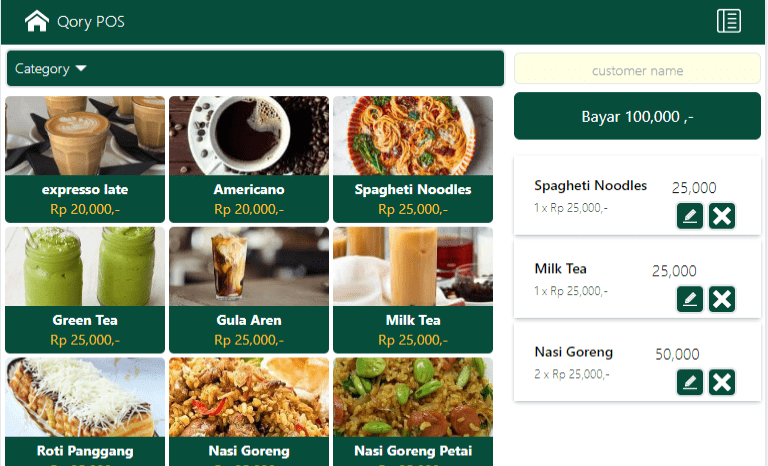 Qory POS
Category
customer name
Bayar 100,000 ,-
expresso late
Rp 20,000,-
Americano
Rp 20,000,-
Spagheti Noodles
Rp 25,000,-
Green Tea
Rp 25,000,-
Gula Aren
Rp 25,000,-
Milk Tea
Rp 25,000,-
Roti Panggang
Nasi Goreng
Nasi Goreng Petai
Spagheti Noodles
25,000
1 x Rp 25,000,-
Milk Tea
25,000
1 x Rp 25,000,-
Nasi Goreng
50,000
2 x Rp 25,000,-